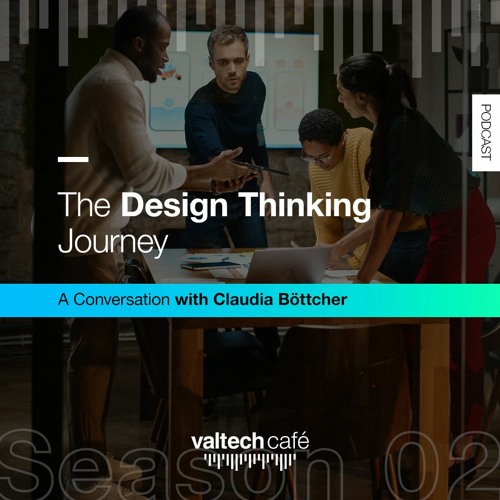 PODCAST
The Design Thinking
Journey
A Conversation with Claudia Böttcher
valtech café
Season 02